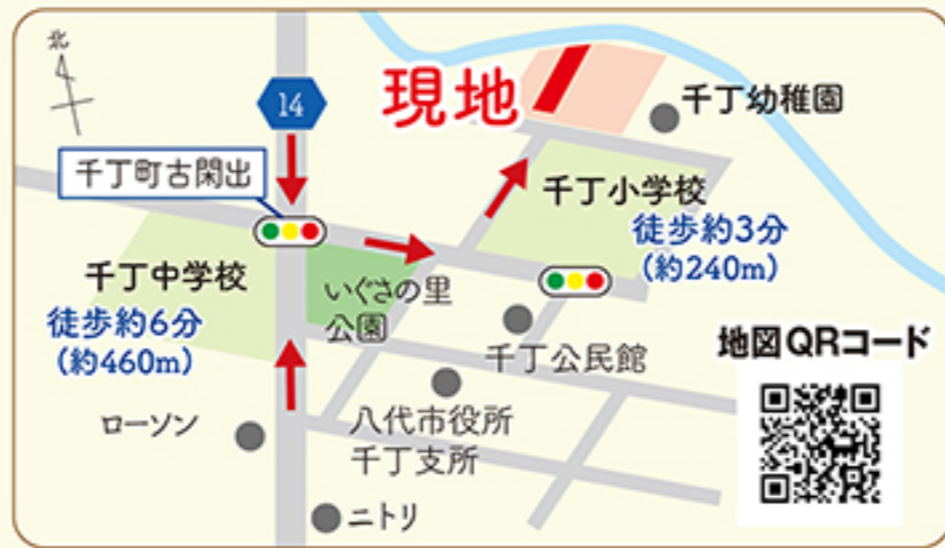 北
14
現地
千丁幼稚園
千丁町古閑出
千丁小学校
徒歩約3分
(約240m)
千丁中学校
徒歩約6分
(約460m)
いぐさの里
公園
千丁公民館
地図QRコード
ローソン
八代市役所
千丁支所
ニトリ